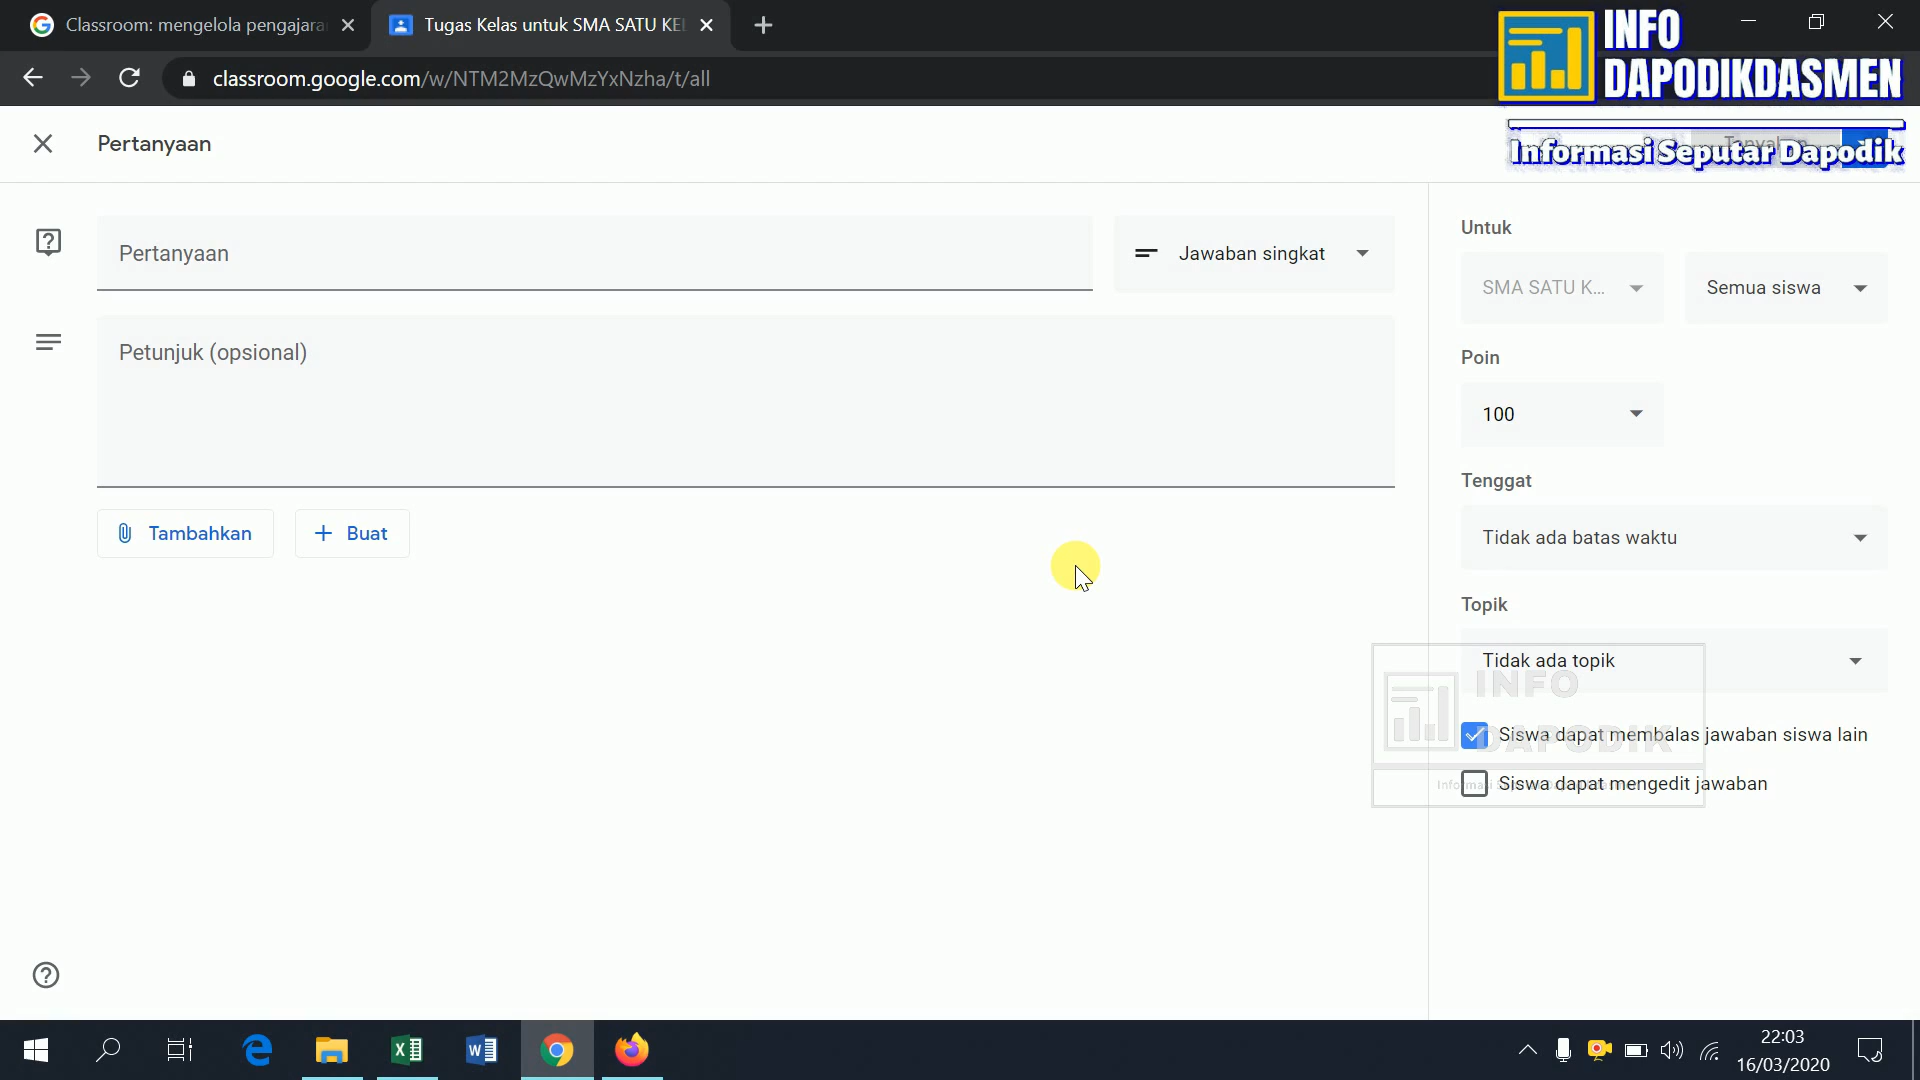 Classroom: mengelola pengajara
Tugas Kelas untuk SMA SATU KE
INFO
DAPODIKDASMEN
Informasi Seputar Dapodik
classroom.google.com/w/NTM2MzQwMzYxNzha/t/all
Pertanyaan
Pertanyaan
Jawaban singkat
Petunjuk (opsional)
Tambahkan
Buat
Untuk
SMA SATU K...
Semua siswa
Poin
100
Tenggat
Tidak ada batas waktu
Topik
Tidak ada topik
INFO
DAPODIK
Siswa dapat membalas jawaban siswa lain
Siswa dapat mengedit jawaban
22:03
16/03/2020